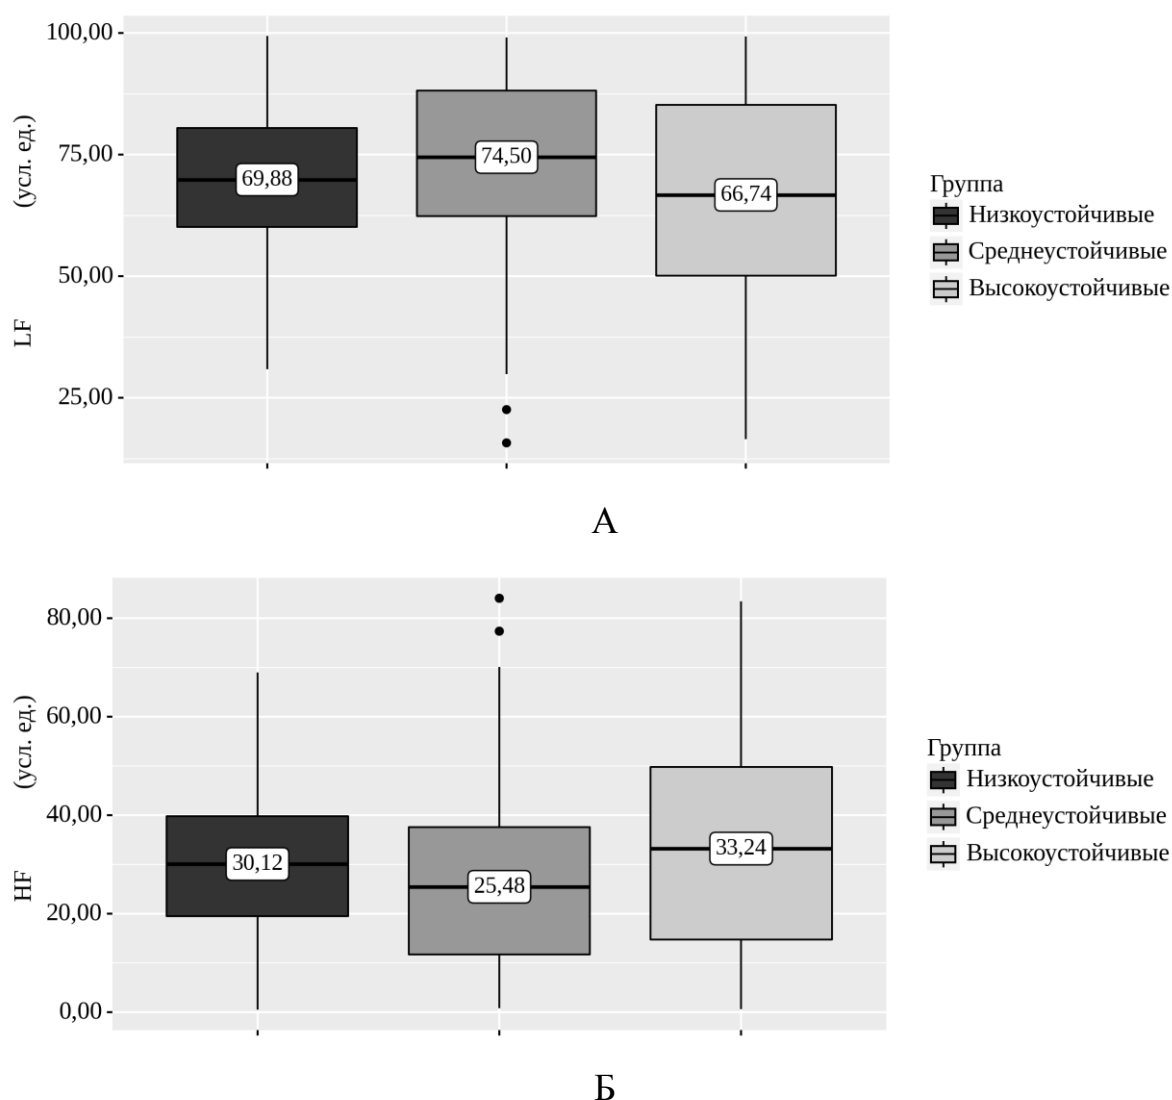 100,00
75,00
50,00
25,00
LF (усл. ед.)
69,88
74,50
66,74
Группа
Низкоустойчивые
Среднеустойчивые
Высокоустойчивые
А
80,00
60,00
40,00
20,00
0,00
HF (усл. ед.)
30,12
25,48
33,24
Группа
Низкоустойчивые
Среднеустойчивые
Высокоустойчивые
Б